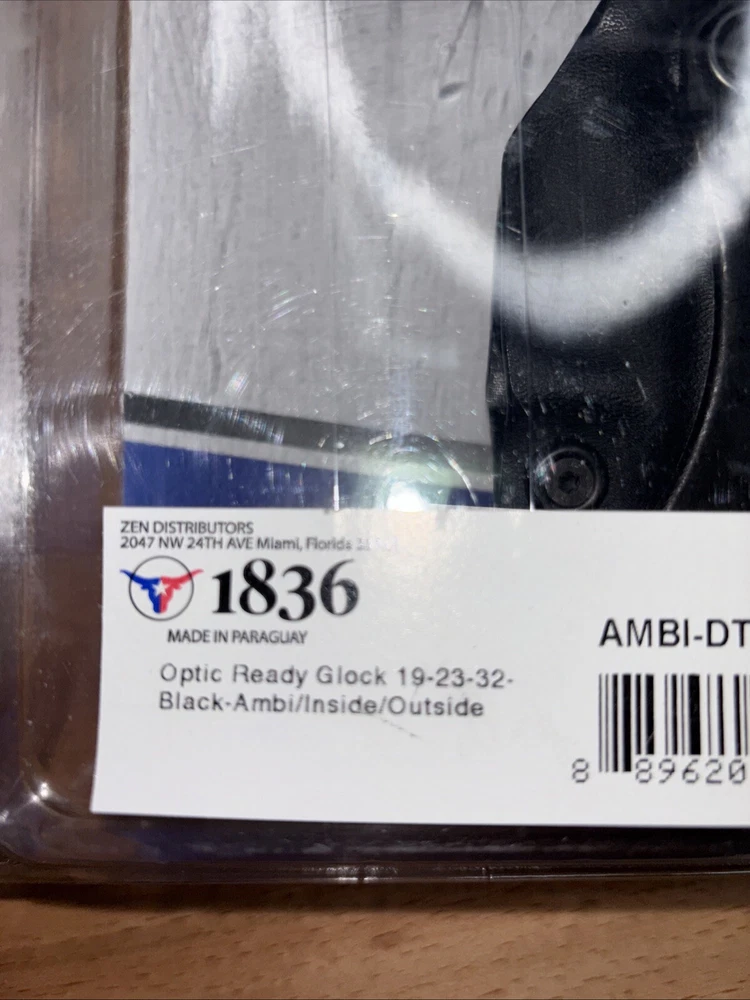 ZEN DISTRIBUTORS
2047 NW 24TH AVE Miami, Florida
1836
MADE IN PARAGUAY
Optic Ready Glock 19-23-32-
Black-Ambi/Inside/Outside
AMBI-DT
8 89620